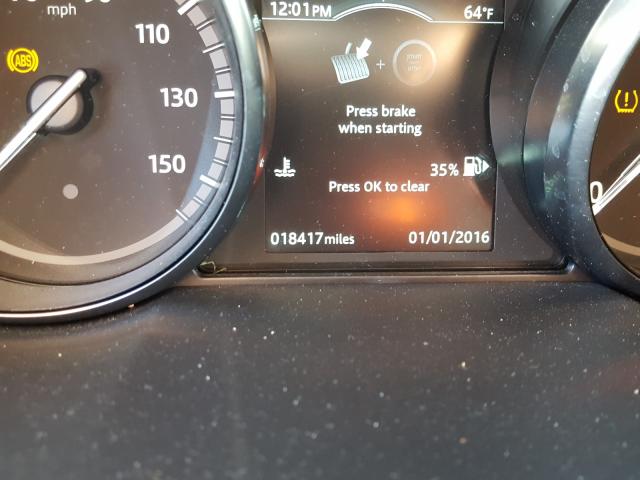 12:01PM 64°F
mph
110
ABS
130
Press brake
when starting
150
35%
Press OK to clear
0
018417miles 01/01/2016